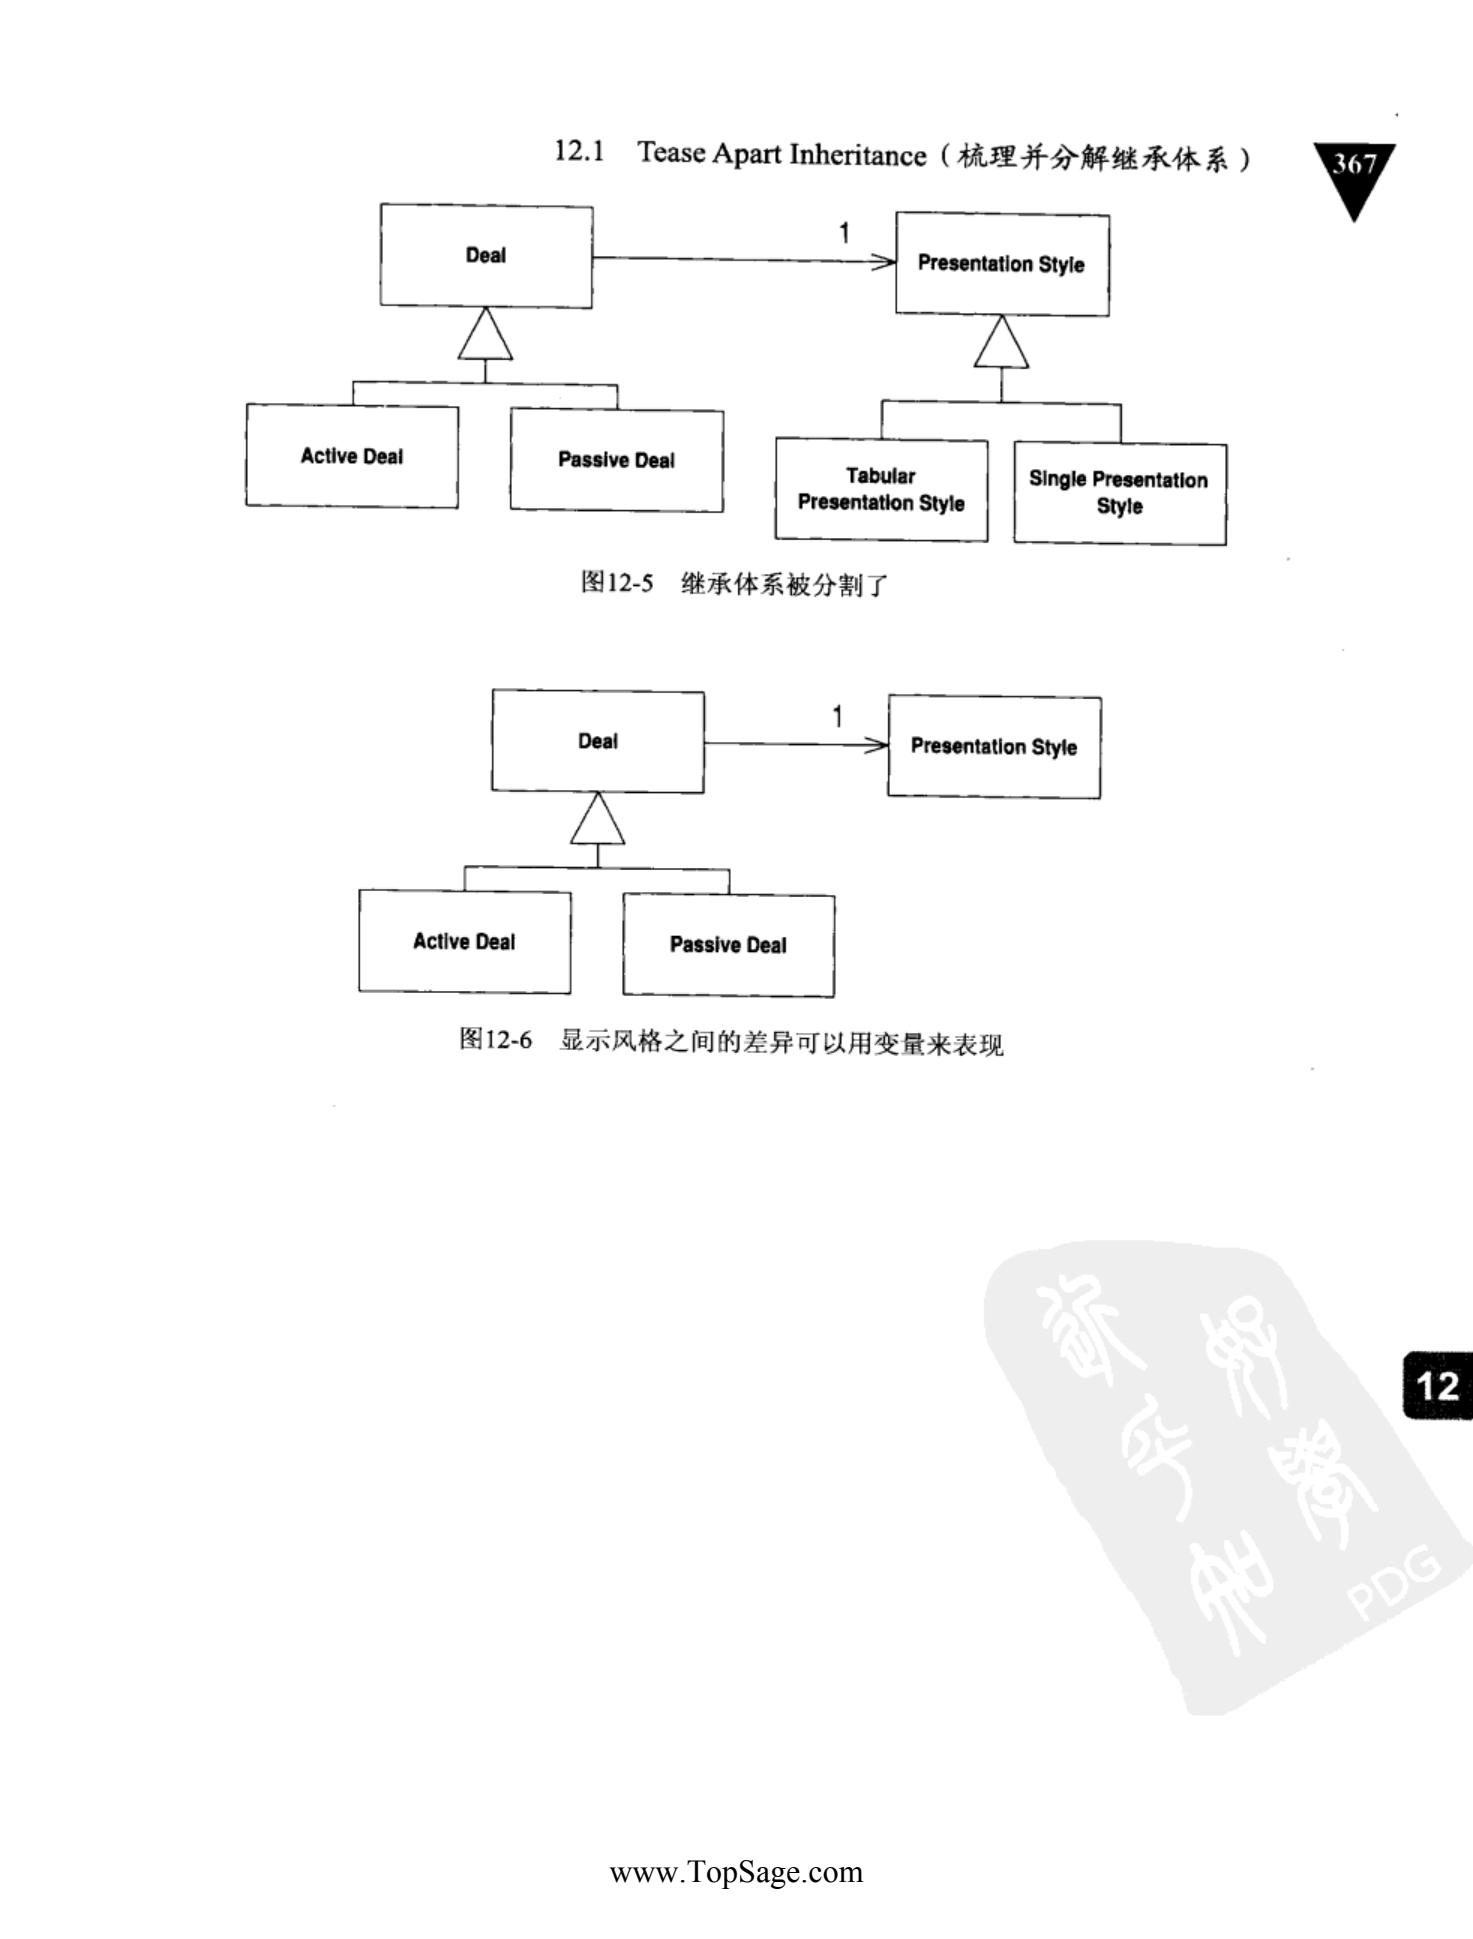 12.1 Tease Apart Inheritance（梳理并分解继承体系）
367
Deal
1
Presentation Style
Active Deal
Passive Deal
Tabular
Presentation Style
Single Presentation
Style
图12-5 继承体系被分割了
Deal
1
Presentation Style
Active Deal
Passive Deal
图12-6 显示风格之间的差异可以用变量来表现
12
PDG
www.TopSage.com